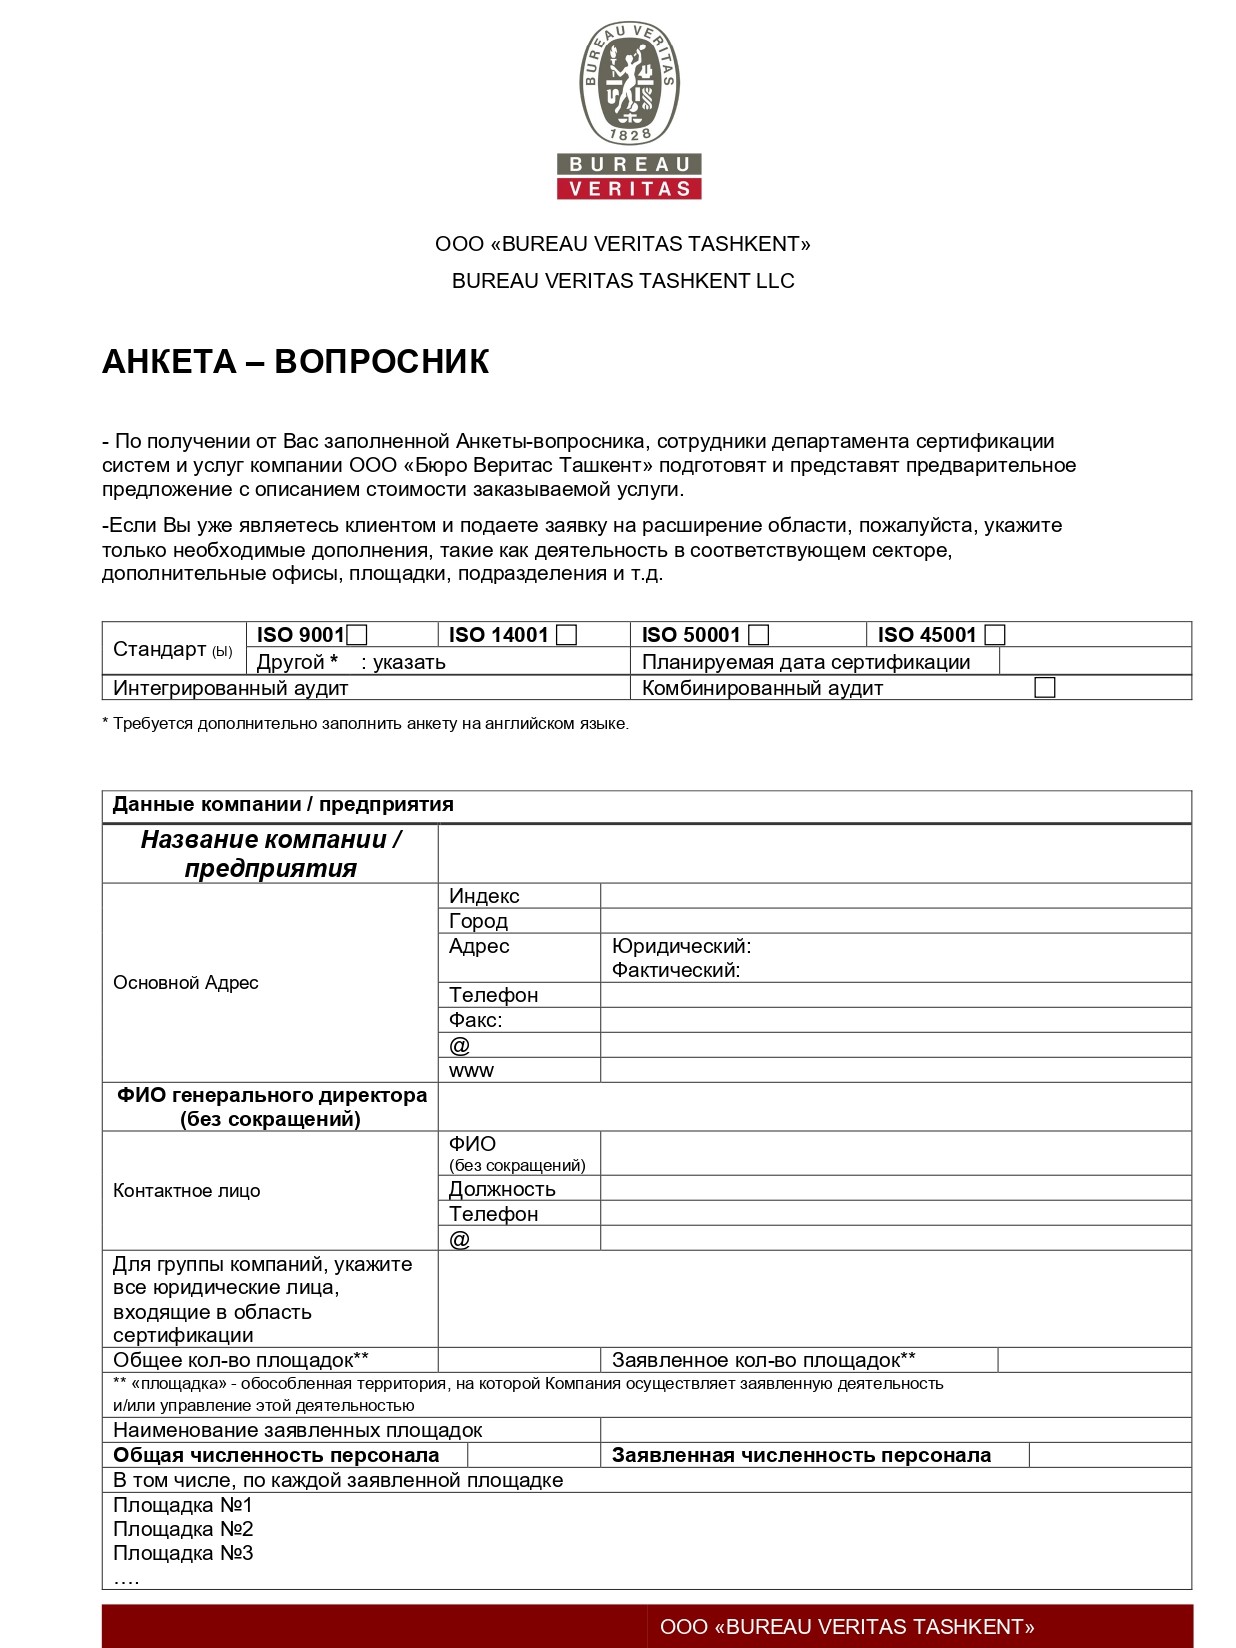 BUREAU VERITAS
1828
BUREAU
VERITAS
ООО «BUREAU VERITAS TASHKENT»
BUREAU VERITAS TASHKENT LLC
АНКЕТА – ВОПРОСНИК
- По получении от Вас заполненной Анкеты-вопросника, сотрудники департамента сертификации
систем и услуг компании ООО «Бюро Веритас Ташкент» подготовят и представят предварительное
предложение с описанием стоимости заказываемой услуги.
-Если Вы уже являетесь клиентом и подаете заявку на расширение области, пожалуйста, укажите
только необходимые дополнения, такие как деятельность в соответствующем секторе,
дополнительные офисы, площадки, подразделения и т.д.
Стандарт (Ы) ISO 9001 ISO 14001 ISO 50001 ISO 45001
Другой * : указать Планируемая дата сертификации
Интегрированный аудит Комбинированный аудит
* Требуется дополнительно заполнить анкету на английском языке.
Данные компании / предприятия
Название компании /
предприятия
Основной Адрес
Индекс
Город
Адрес Юридический:
Фактический:
Телефон
Факс:
@
www
ФИО генерального директора
(без сокращений)
Контактное лицо
ФИО
(без сокращений)
Должность
Телефон
@
Для группы компаний, укажите
все юридические лица,
входящие в область
сертификации
Общее кол-во площадок** Заявленное кол-во площадок**
** «площадка» - обособленная территория, на которой Компания осуществляет заявленную деятельность
и/или управление этой деятельностью
Наименование заявленных площадок
Общая численность персонала Заявленная численность персонала
В том числе, по каждой заявленной площадке
Площадка №1
Площадка №2
Площадка №3
….
ООО «BUREAU VERITAS TASHKENT»